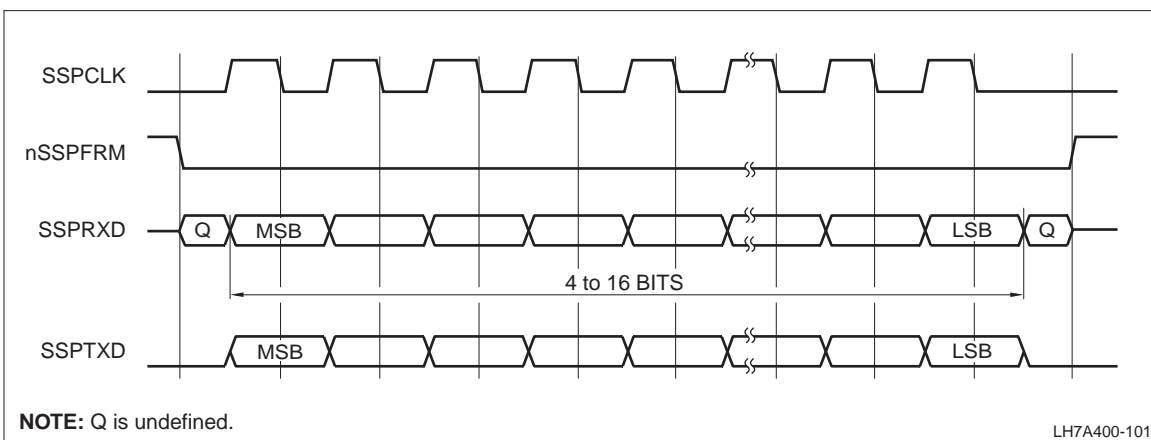 SSPCLK
nSSPFRM
SSPRXD
Q
MSB
LSB
Q
4 to 16 BITS
SSPTXD
MSB
LSB
NOTE: Q is undefined.
LH7A400-101